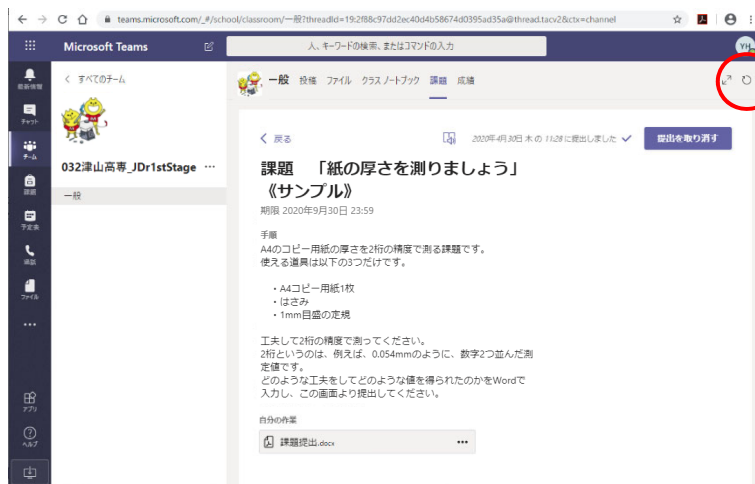 teams.microsoft.com/_#/school/classroom/一般?threadId=19:2f88c97dd2ec40d4b58674d0395ad35a@thread.tacv2&ctx=channel
Microsoft Teams
人、キーワードの検索、またはコマンドの入力
YH
最新情報
チャット
チーム
課題
予定表
通話
ファイル
アプリ
ヘルプ
すべてのチーム
032津山高専_JDr1stStage …
一般
一般 投稿 ファイル クラス ノートブック 課題 成績
戻る
2020年4月30日 木 の 11:28 に提出しました
提出を取り消す
課題 「紙の厚さを測りましょう」
《サンプル》
期限 2020年9月30日 23:59
手順
A4のコピー用紙の厚さを2桁の精度で測る課題です。
使える道具は以下の3つだけです。
・A4コピー用紙1枚
・はさみ
・1mm目盛の定規
工夫して2桁の精度で測ってください。
2桁というのは、例えば、0.054mmのように、数字2つ並んだ測
定値です。
どのような工夫をしてどのような値を得られたのかをWordで
入力し、この画面より提出してください。
自分の作業
課題提出.docx